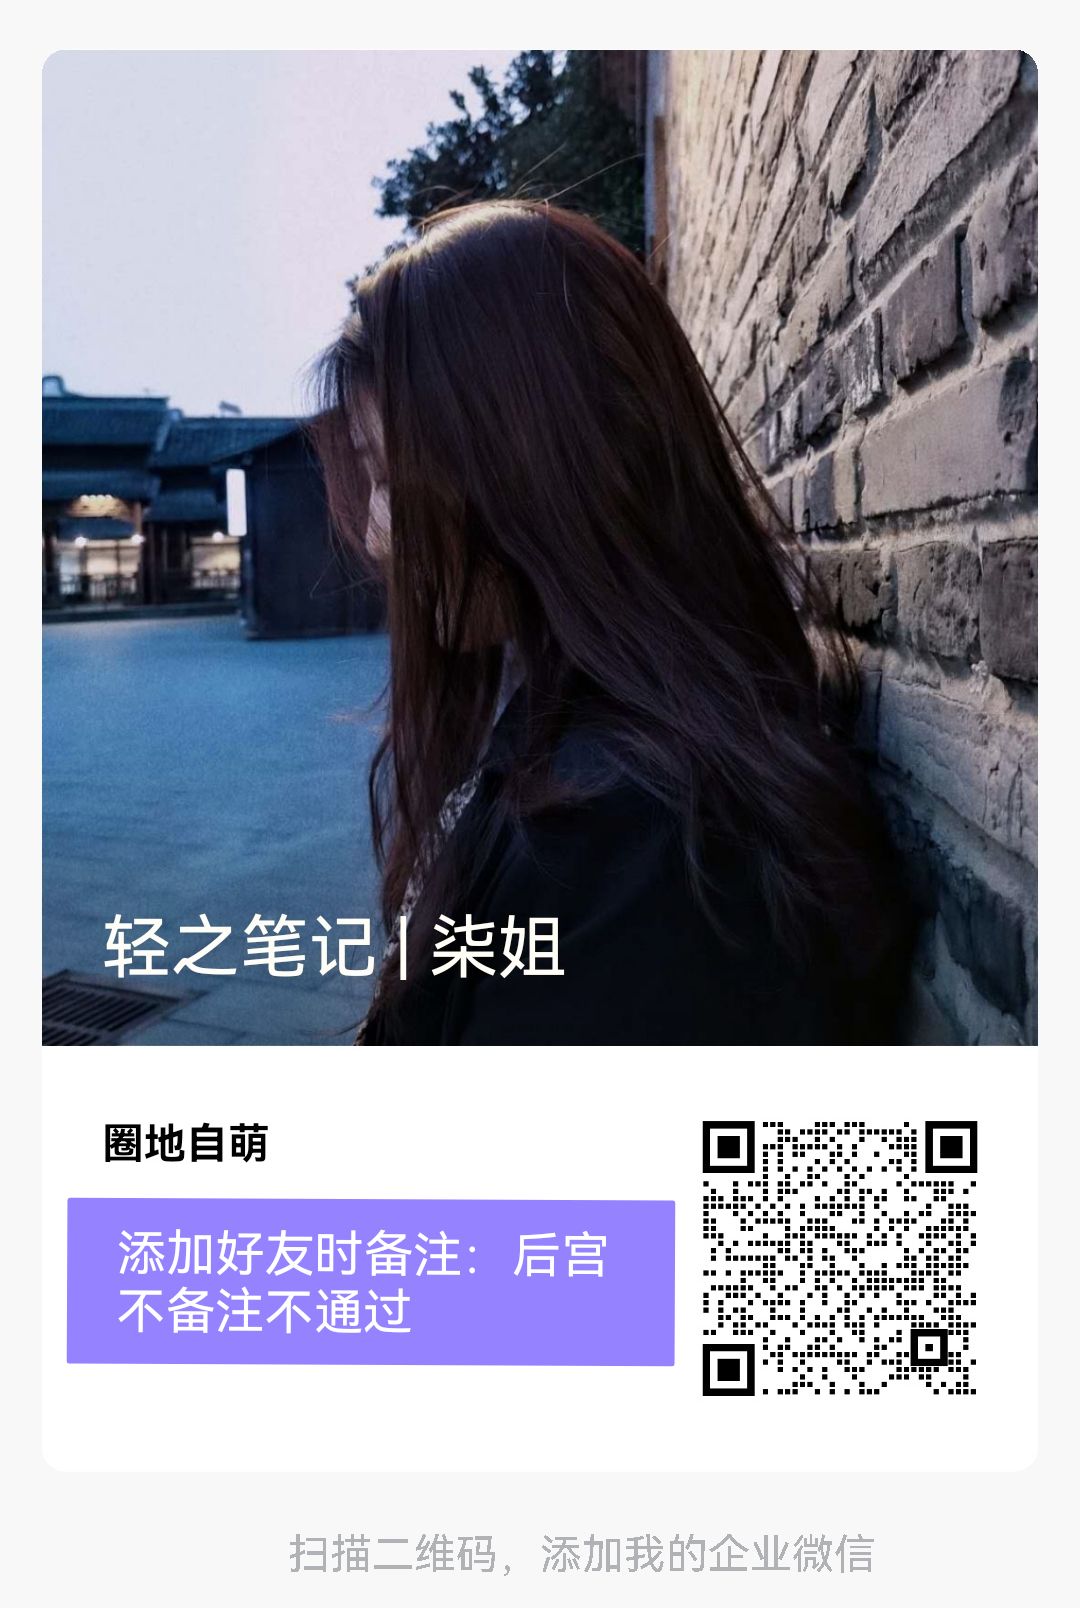 轻之笔记 | 柒姐
圈地自萌
添加好友时备注：后宫
不备注不通过
扫描二维码，添加我的企业微信